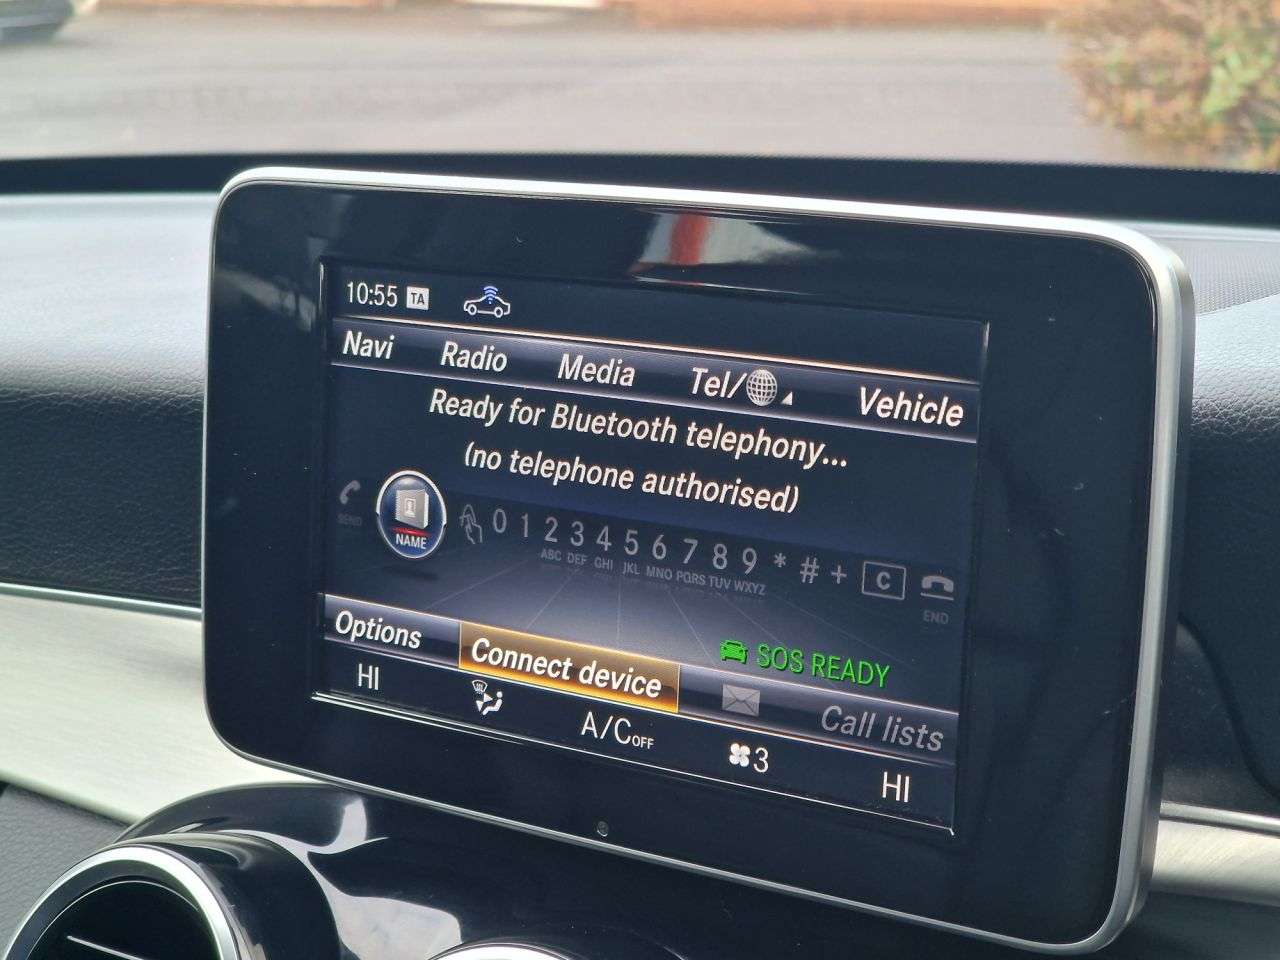 10:55 TA
Navi Radio Media Tel/ Vehicle
Ready for Bluetooth telephony...
(no telephone authorised)
SEND NAME 0 1 2 3 4 5 6 7 8 9 * # + C END
ABC DEF GHI JKL MNO PQRS TUV WXYZ
SOS READY
Options Connect device Call lists
HI A/C OFF 3 HI